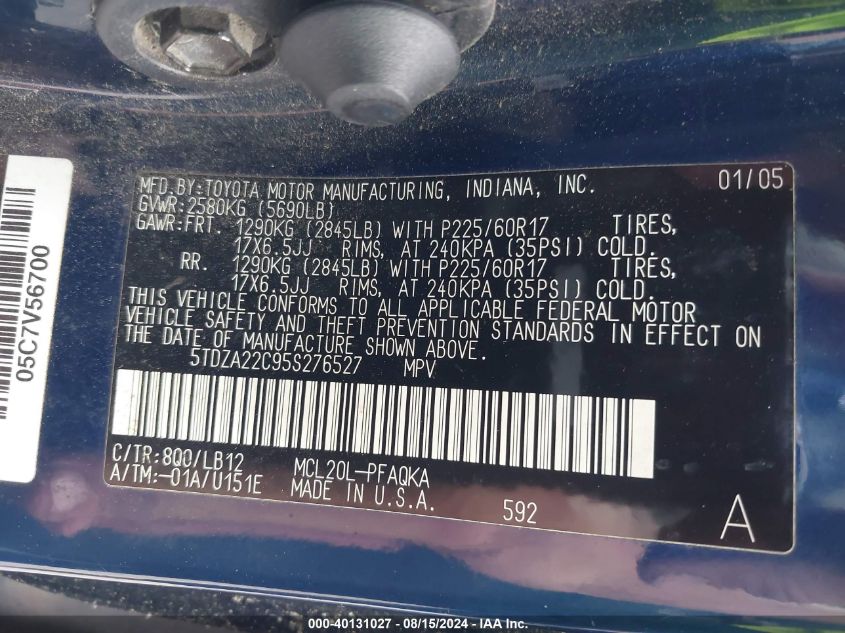 MFD.BY:TOYOTA MOTOR MANUFACTURING, INDIANA, INC. 01/05
GVWR:2580KG (5690LB)
GAWR:FRT. 1290KG (2845LB) WITH P225/60R17 TIRES,
17X6.5JJ RIMS, AT 240KPA (35PSI) COLD.
RR. 1290KG (2845LB) WITH P225/60R17 TIRES,
17X6.5JJ RIMS, AT 240KPA (35PSI) COLD.
THIS VEHICLE CONFORMS TO ALL APPLICABLE FEDERAL MOTOR
VEHICLE SAFETY AND THEFT PREVENTION STANDARDS IN EFFECT ON
THE DATE OF MANUFACTURE SHOWN ABOVE.
5TDZA22C95S276527 MPV
C/TR:8Q0/LB12 MCL20L-PFAQKA
A/TM:-01A/U151E MADE IN U.S.A. 592 A
05C7V56700
000-40131027 - 08/15/2024 - IAA Inc.